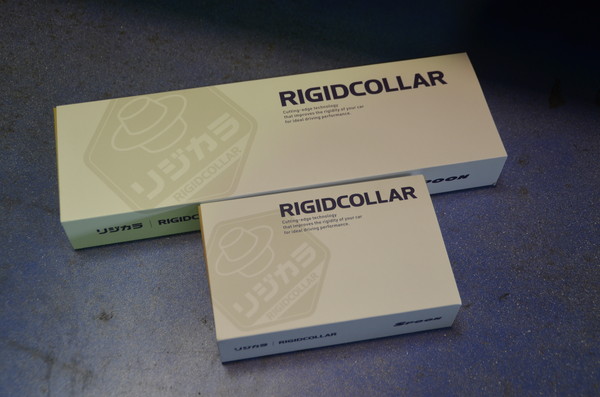 RIGIDCOLLAR
Cutting-edge technology
that improves the rigidity of your car
for ideal driving performance.
リジカラ
RIGIDCOLLAR
リジカラ | RIGIDCOLLAR
SPOON
RIGIDCOLLAR
Cutting-edge technology
that improves the rigidity of your car
for ideal driving performance.
リジカラ
RIGIDCOLLAR
リジカラ | RIGIDCOLLAR
SPOON